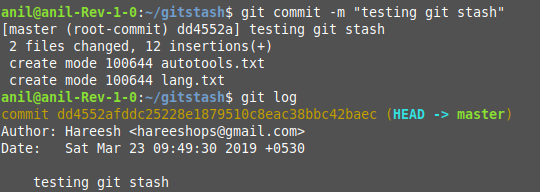 anil@anil-Rev-1-0:~/gitstash$ git commit -m "testing git stash"
[master (root-commit) dd4552a] testing git stash
 2 files changed, 12 insertions(+)
 create mode 100644 autotools.txt
 create mode 100644 lang.txt
anil@anil-Rev-1-0:~/gitstash$ git log
commit dd4552afddc25228e1879510c8eac38bbc42baec (HEAD -> master)
Author: Hareesh <hareeshops@gmail.com>
Date:   Sat Mar 23 09:49:30 2019 +0530
    testing git stash